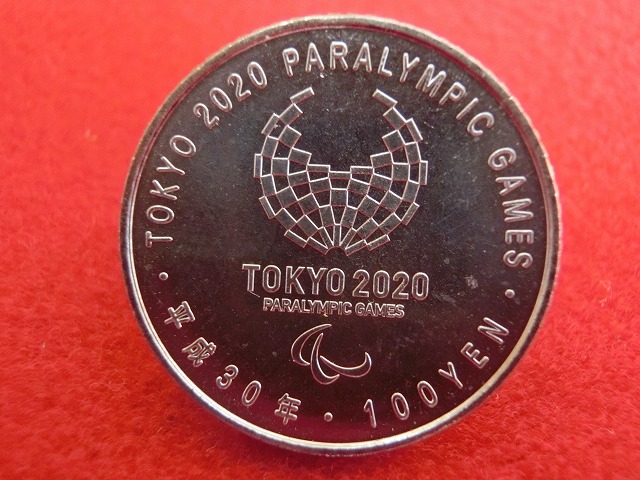 · TOKYO 2020 PARALYMPIC GAMES ·
TOKYO 2020
PARALYMPIC GAMES
平成30年 · 100YEN